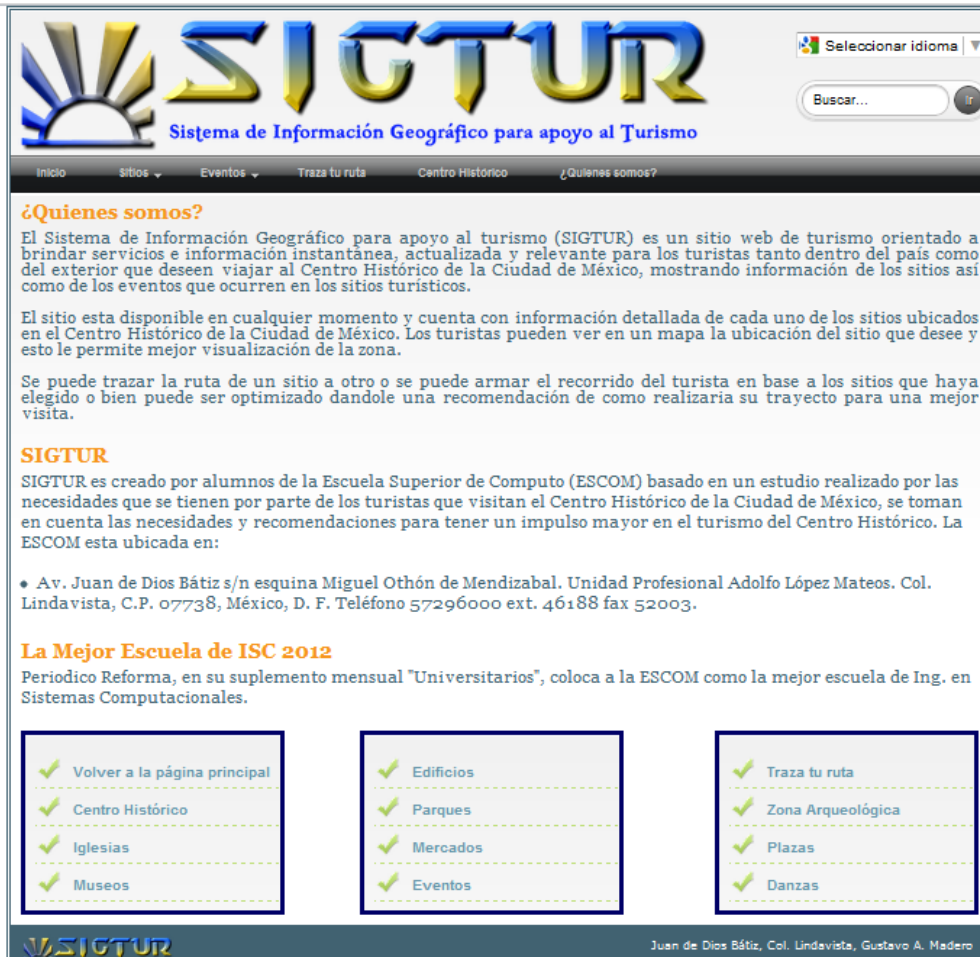 SIGTUR
Sistema de Información Geográfico para apoyo al Turismo
Seleccionar idioma
Buscar...
Ir
Inicio Sitios Eventos Traza tu ruta Centro Histórico ¿Quienes somos?
¿Quienes somos?
El Sistema de Información Geográfico para apoyo al turismo (SIGTUR) es un sitio web de turismo orientado a
brindar servicios e información instantánea, actualizada y relevante para los turistas tanto dentro del país como
del exterior que deseen viajar al Centro Histórico de la Ciudad de México, mostrando información de los sitios así
como de los eventos que ocurren en los sitios turísticos.
El sitio esta disponible en cualquier momento y cuenta con información detallada de cada uno de los sitios ubicados
en el Centro Histórico de la Ciudad de México. Los turistas pueden ver en un mapa la ubicación del sitio que desee y
esto le permite mejor visualización de la zona.
Se puede trazar la ruta de un sitio a otro o se puede armar el recorrido del turista en base a los sitios que haya
elegido o bien puede ser optimizado dandole una recomendación de como realizaria su trayecto para una mejor
visita.
SIGTUR
SIGTUR es creado por alumnos de la Escuela Superior de Computo (ESCOM) basado en un estudio realizado por las
necesidades que se tienen por parte de los turistas que visitan el Centro Histórico de la Ciudad de México, se toman
en cuenta las necesidades y recomendaciones para tener un impulso mayor en el turismo del Centro Histórico. La
ESCOM esta ubicada en:
• Av. Juan de Dios Bátiz s/n esquina Miguel Othón de Mendizabal. Unidad Profesional Adolfo López Mateos. Col.
Lindavista, C.P. 07738, México, D. F. Teléfono 57296000 ext. 46188 fax 52003.
La Mejor Escuela de ISC 2012
Periodico Reforma, en su suplemento mensual "Universitarios", coloca a la ESCOM como la mejor escuela de Ing. en
Sistemas Computacionales.
Volver a la página principal
Centro Histórico
Iglesias
Museos
Edificios
Parques
Mercados
Eventos
Traza tu ruta
Zona Arqueológica
Plazas
Danzas
SIGTUR
Juan de Dios Bátiz, Col. Lindavista, Gustavo A. Madero